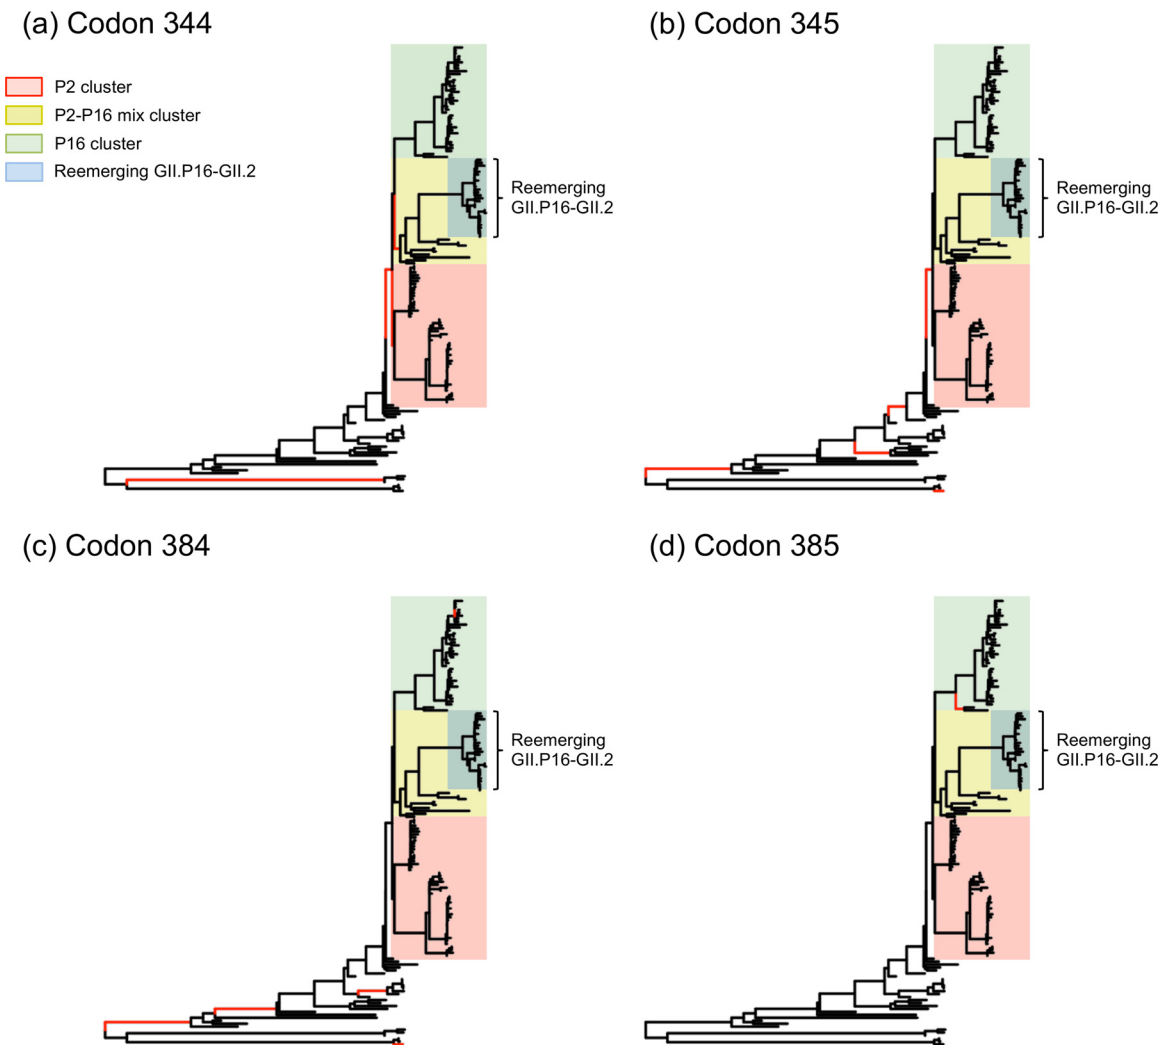 (a) Codon 344
(b) Codon 345
P2 cluster
P2-P16 mix cluster
P16 cluster
Reemerging GII.P16-GII.2
Reemerging
GII.P16-GII.2
Reemerging
GII.P16-GII.2
(c) Codon 384
(d) Codon 385
Reemerging
GII.P16-GII.2
Reemerging
GII.P16-GII.2